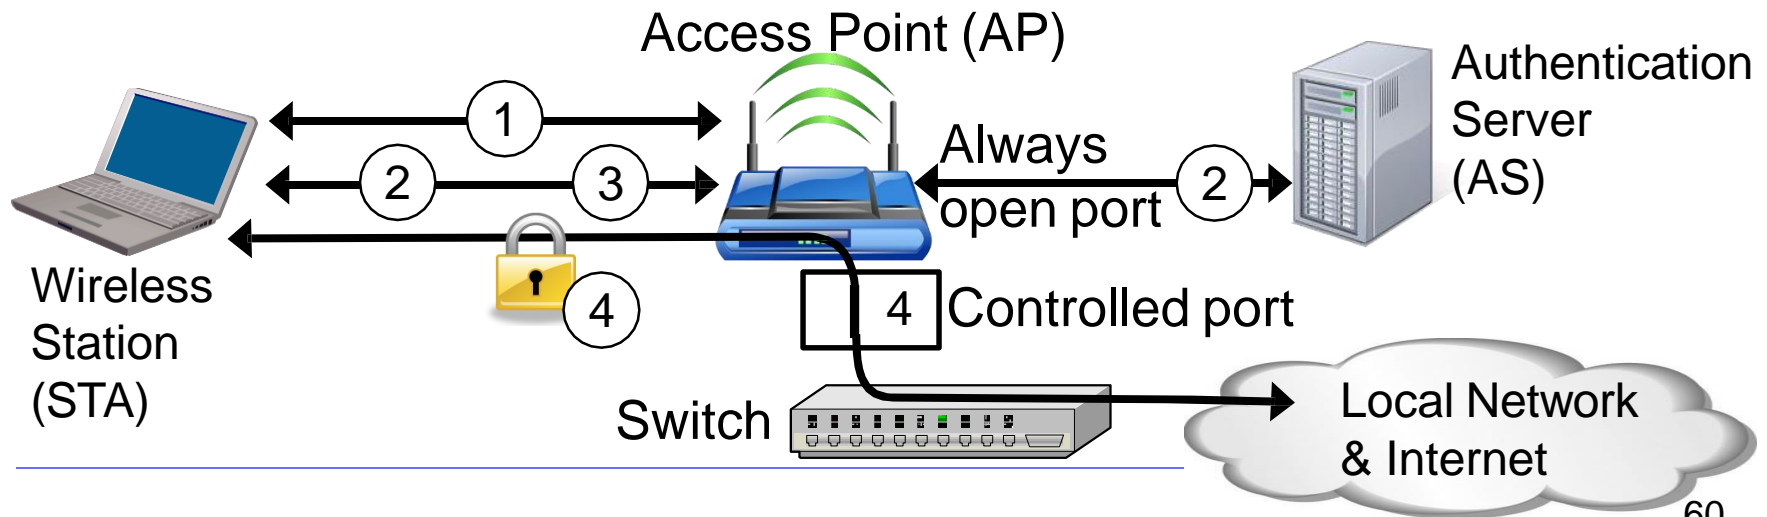 Access Point (AP)
Authentication
Server
(AS)
1
Always
2
3
2
open port
Wireless
Station
(STA)
4
4
Controlled port
Switch
Local Network
& Internet
60